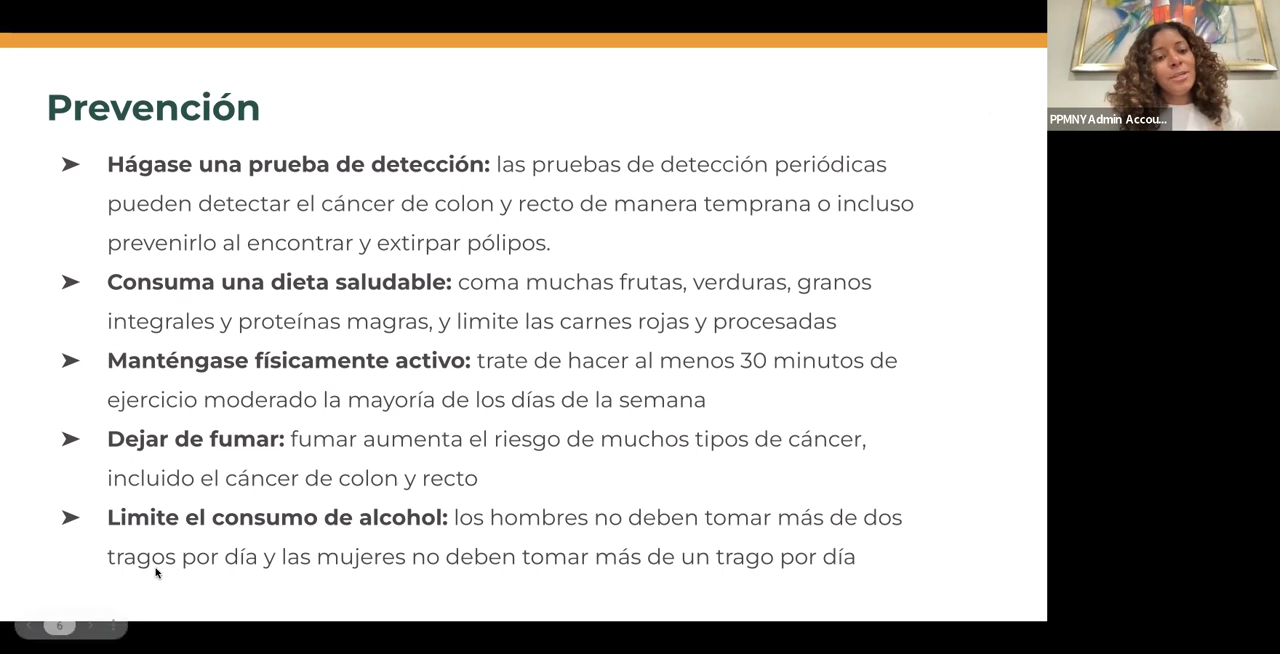 Prevención
➤ Hágase una prueba de detección: las pruebas de detección periódicas
pueden detectar el cáncer de colon y recto de manera temprana o incluso
prevenirlo al encontrar y extirpar pólipos.
➤ Consuma una dieta saludable: coma muchas frutas, verduras, granos
integrales y proteínas magras, y limite las carnes rojas y procesadas
➤ Manténgase físicamente activo: trate de hacer al menos 30 minutos de
ejercicio moderado la mayoría de los días de la semana
➤ Dejar de fumar: fumar aumenta el riesgo de muchos tipos de cáncer,
incluido el cáncer de colon y recto
➤ Limite el consumo de alcohol: los hombres no deben tomar más de dos
tragos por día y las mujeres no deben tomar más de un trago por día
6
PPMNY Admin Accou...